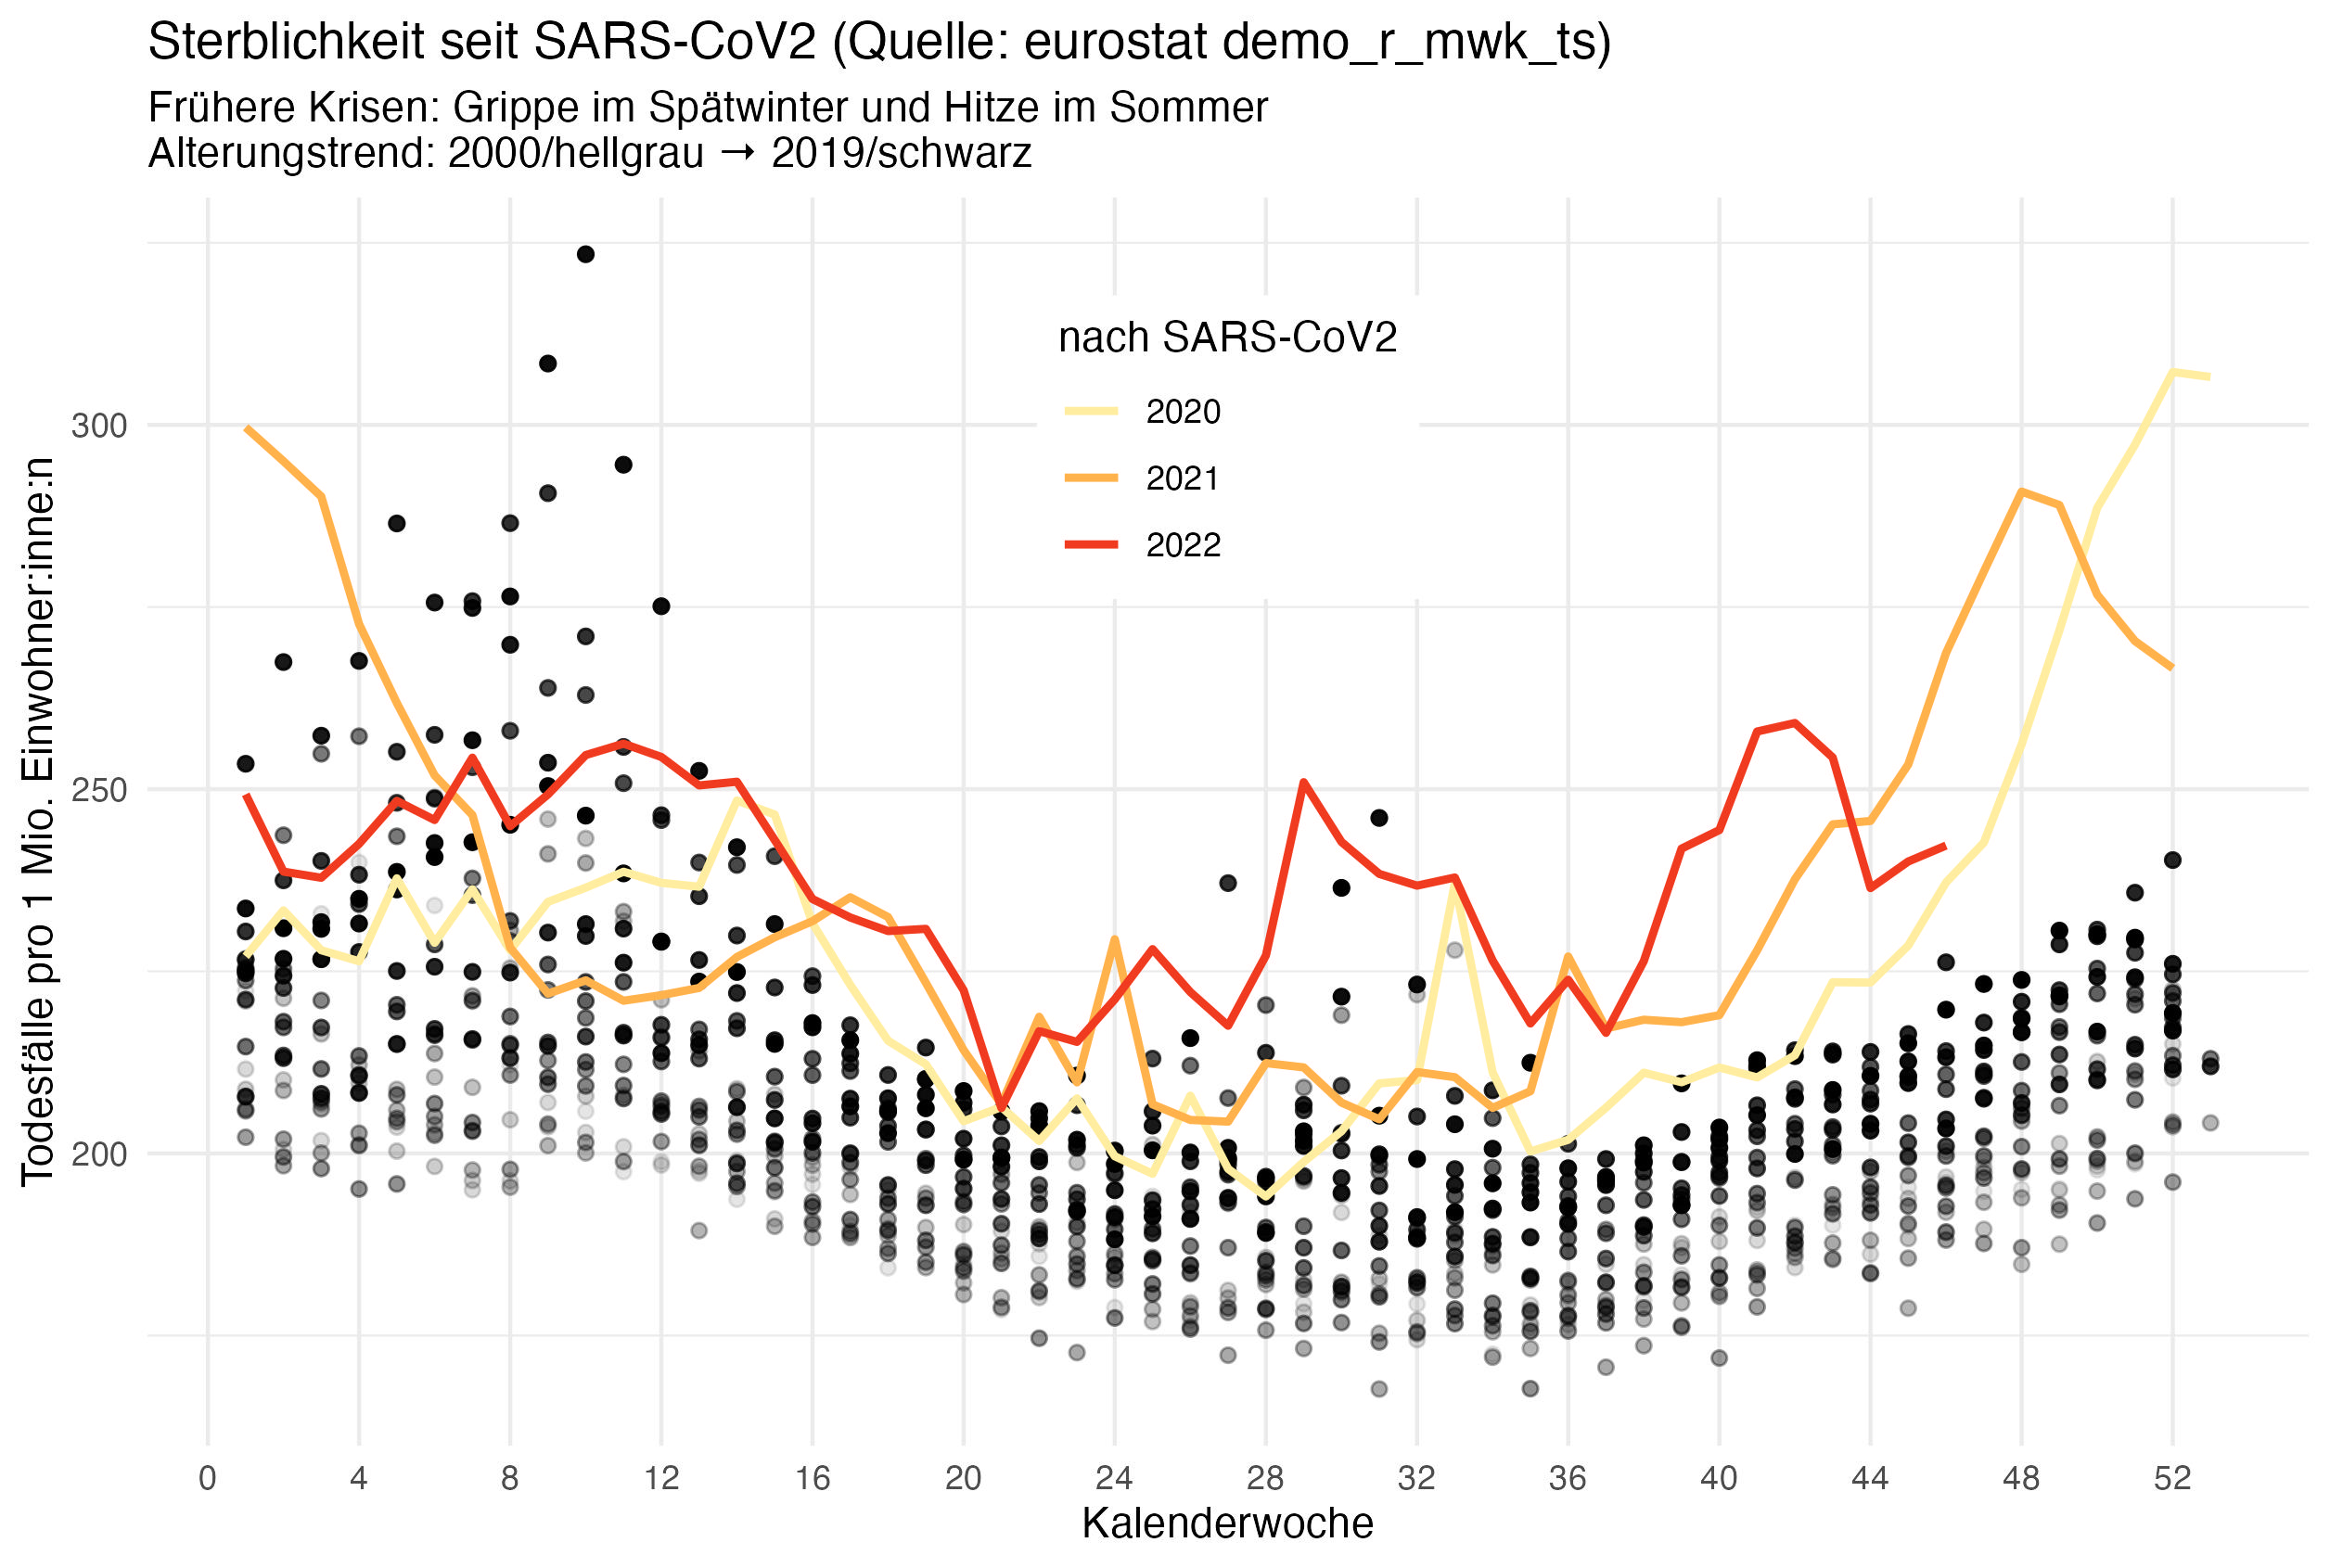 Sterblichkeit seit SARS-CoV2 (Quelle: eurostat demo_r_mwk_ts)
Frühere Krisen: Grippe im Spätwinter und Hitze im Sommer
Alterungstrend: 2000/hellgrau → 2019/schwarz
Todesfälle pro 1 Mio. Einwohner:inne:n
300
250
200
nach SARS-CoV2
2020
2021
2022
0 4 8 12 16 20 24 28 32 36 40 44 48 52
Kalenderwoche